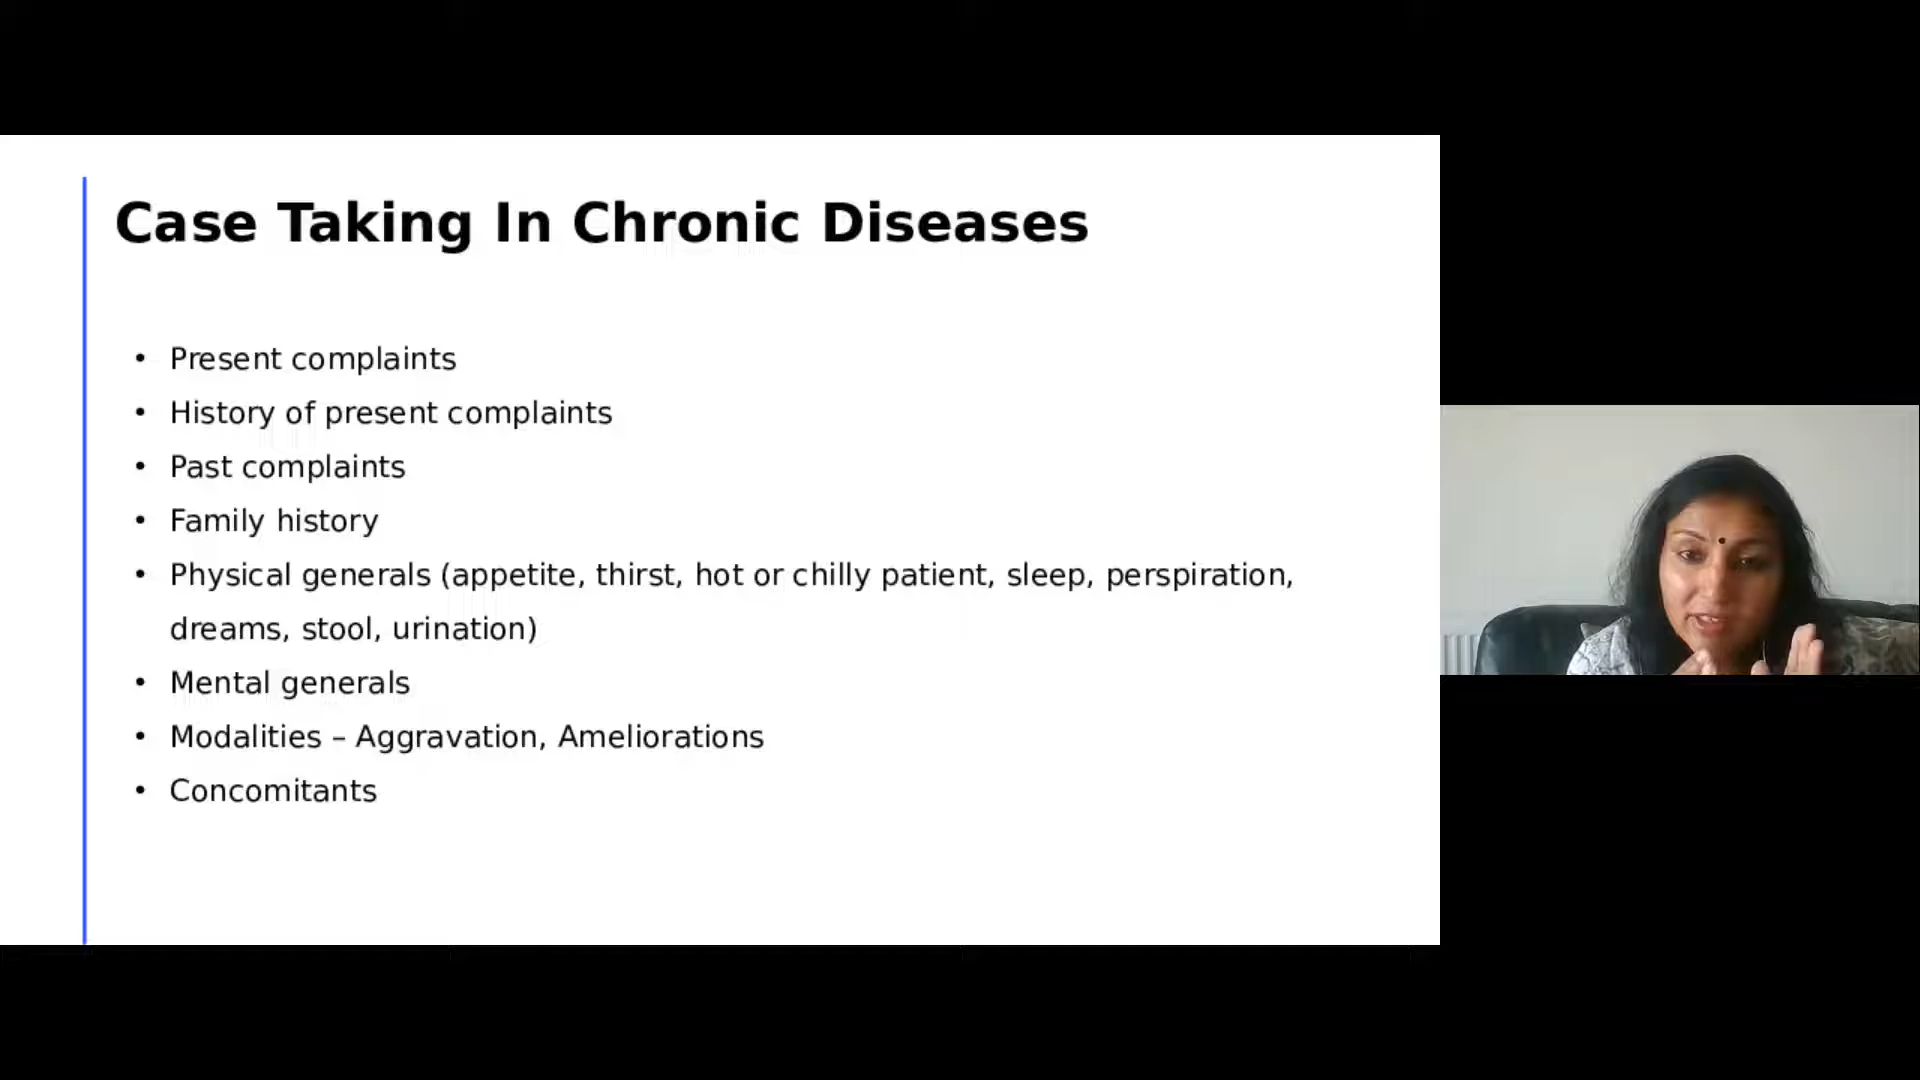 Case Taking In Chronic Diseases
• Present complaints
• History of present complaints
• Past complaints
• Family history
• Physical generals (appetite, thirst, hot or chilly patient, sleep, perspiration,
dreams, stool, urination)
• Mental generals
• Modalities – Aggravation, Ameliorations
• Concomitants